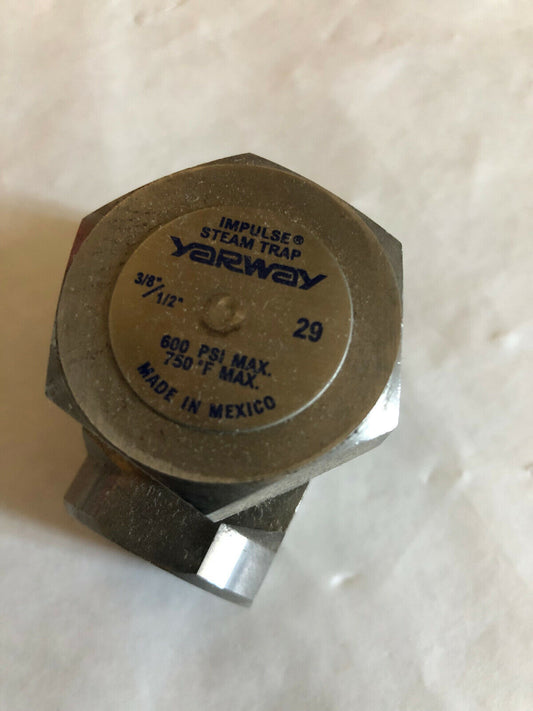 IMPULSE®
STEAM TRAP
YARWAY
3/8"/1/2"
29
600 PSI MAX.
750 °F MAX.
MADE IN MEXICO